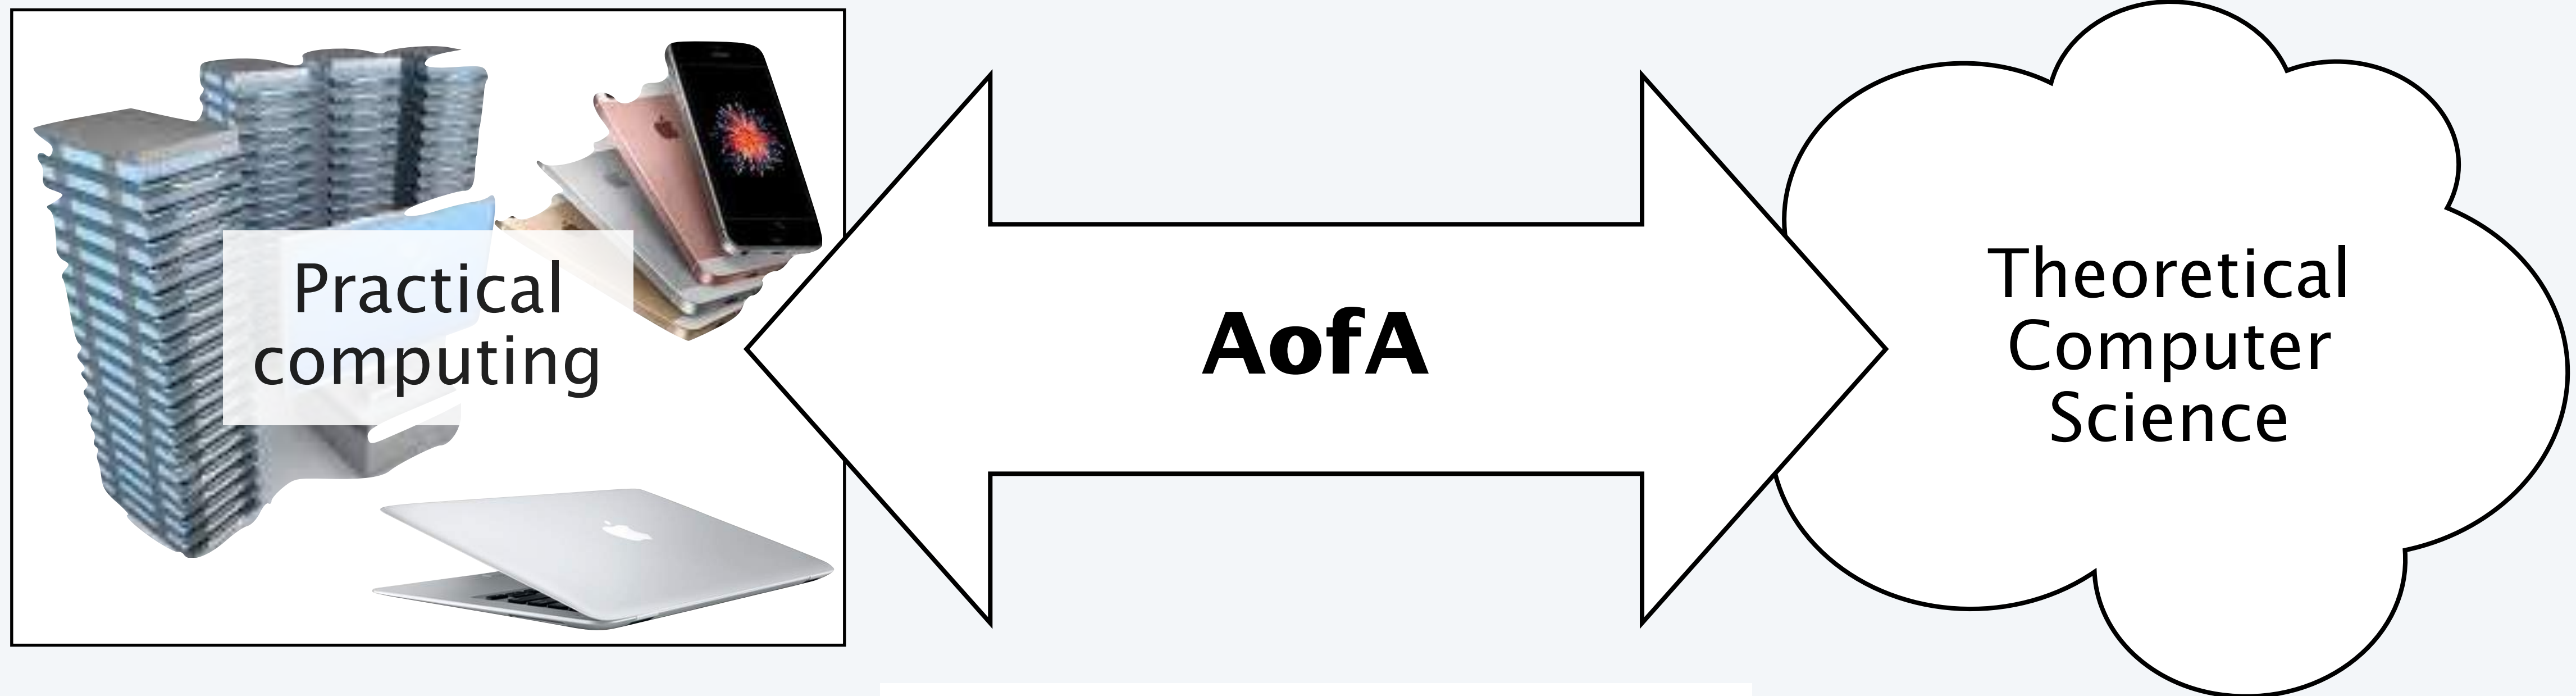 Practical
computing
AofA
Theoretical
Computer
Science